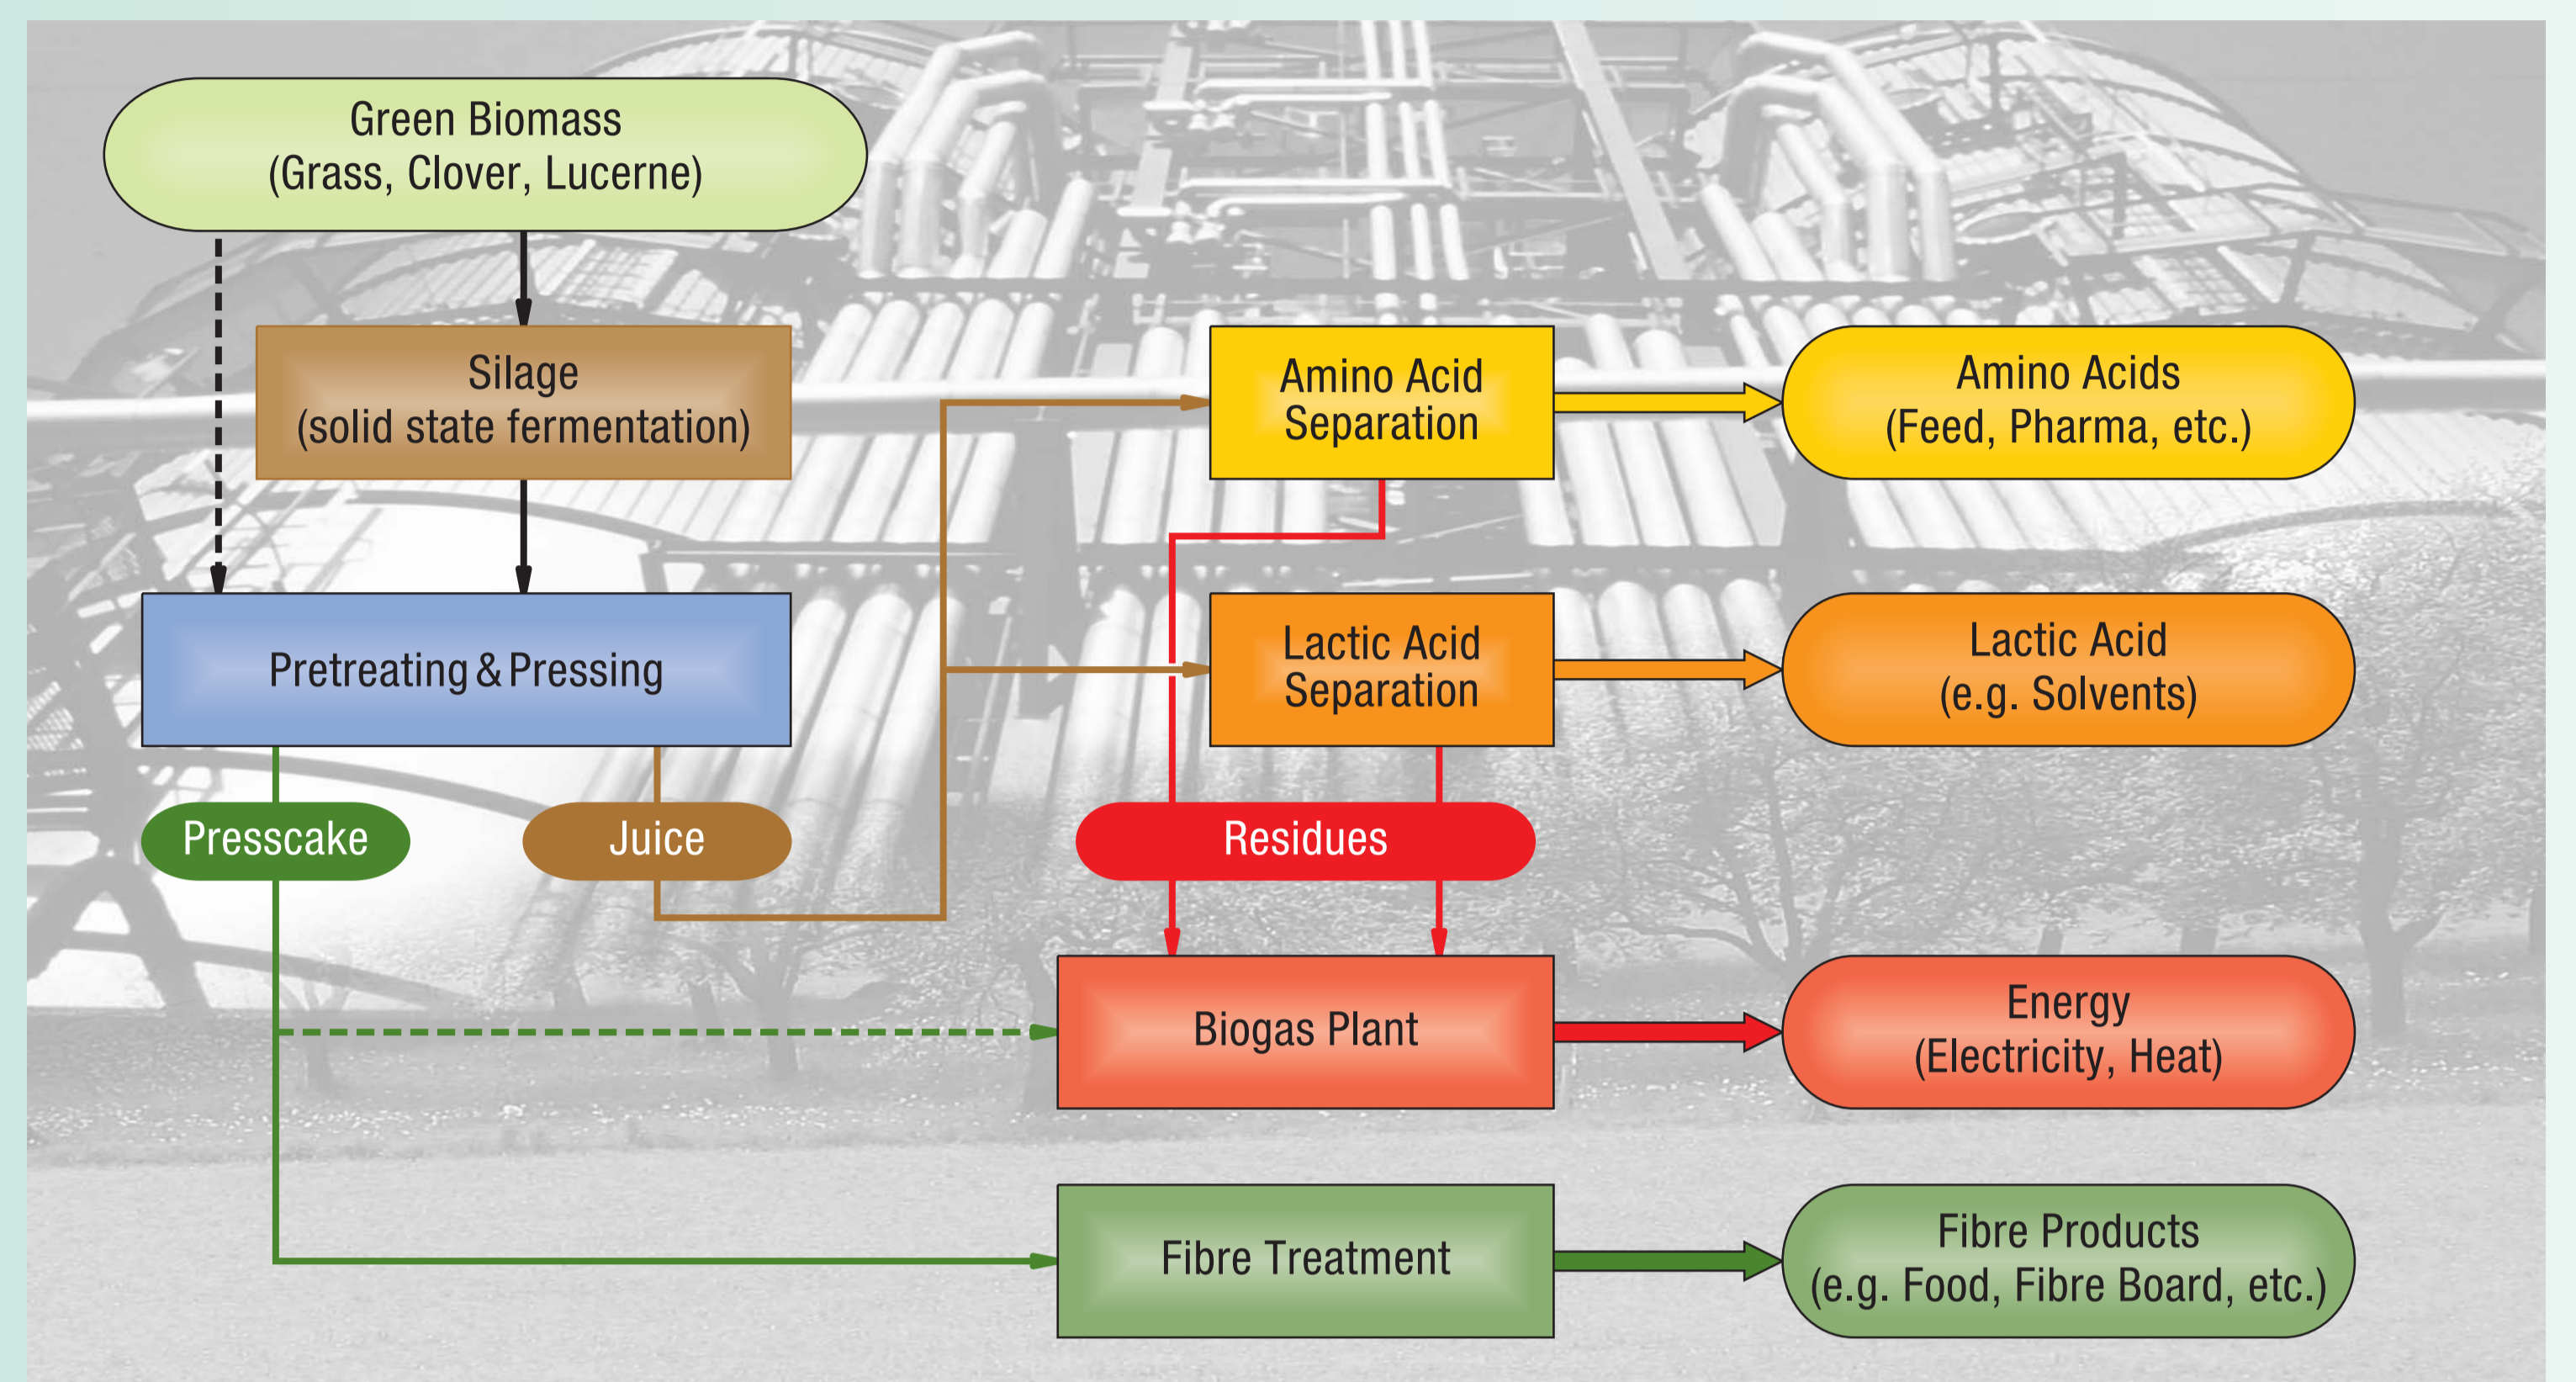 Green Biomass
(Grass, Clover, Lucerne)
Silage
(solid state fermentation)
Pretreating & Pressing
Presscake
Juice
Amino Acid
Separation
Amino Acids
(Feed, Pharma, etc.)
Lactic Acid
Separation
Lactic Acid
(e.g. Solvents)
Residues
Biogas Plant
Energy
(Electricity, Heat)
Fibre Treatment
Fibre Products
(e.g. Food, Fibre Board, etc.)